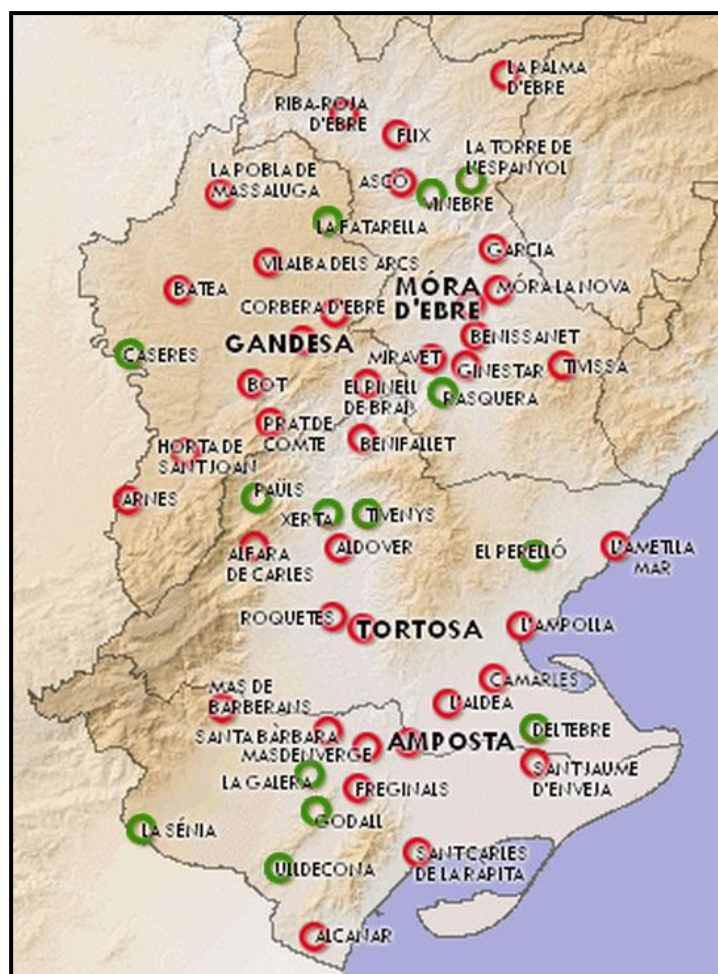 LA PALMA
D'EBRE
RIBA-ROJA
D'EBRE
FLIX
LA TORRE DE
L'ESPANYOL
LA POBLA DE
MASSALUGA
ASCÓ
VINEBRE
LA FATARELLA
GARCIA
VILALBA DELS ARCS
BATEA
MÓRA
D'EBRE
MÓRA LA NOVA
CORBERA D'EBRE
GANDESA
BENISSANET
CASERES
MIRAVET
GINESTAR
TIVISSA
BOT
EL PINELL
DE BRAI
RASQUERA
PRAT DE
COMTE
BENIFALLET
HORTA DE
SANT JOAN
ARNES
PAÜLS
XERTA
TIVENYS
ALFARA
DE CARLES
ALDOVER
EL PERELLÓ
L'AMETLLA
MAR
ROQUETES
TORTOSA
L'AMPOLLA
CAMARLES
MAS DE
BARBERANS
L'ALDEA
SANTA BÀRBARA
MASDENVERGE
AMPOSTA
DELTEBRE
LA GALERA
FREGINALS
SANT JAUME
D'ENVEJA
GODALL
LA SÉNIA
ULLDECONA
SANT CARLES
DE LA RÀPITA
ALCANAR